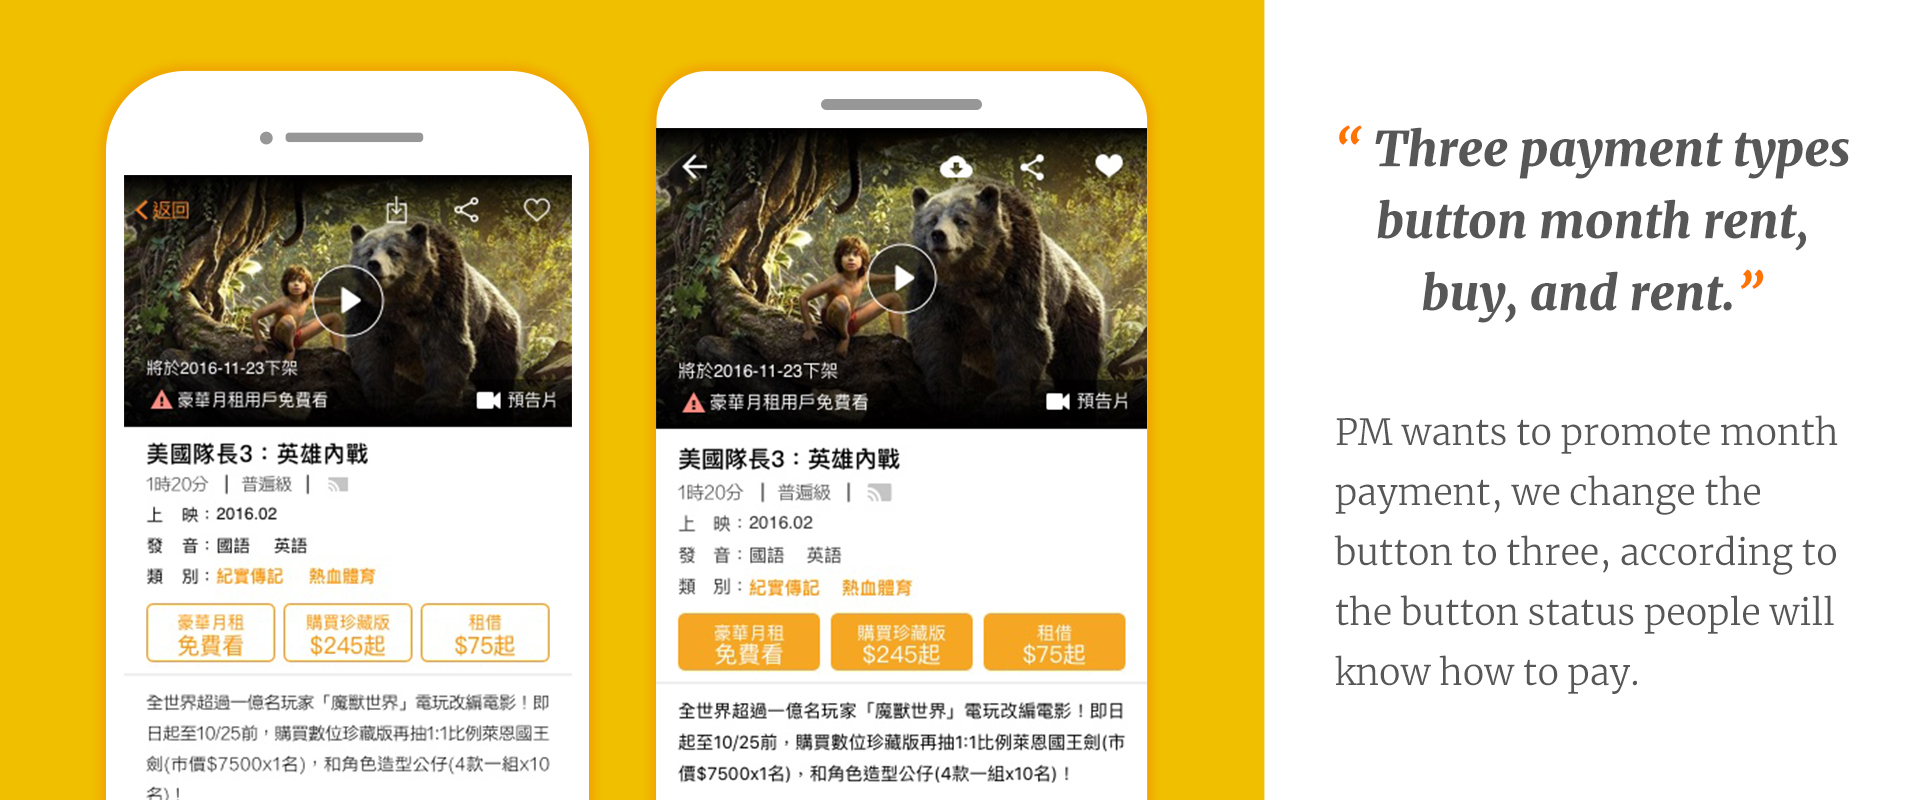 返回
將於2016-11-23下架
豪華月租用戶免費看
預告片
美國隊長3：英雄內戰
1時20分 | 普遍級 |
上 映：2016.02
發 音：國語 英語
類 別：紀實傳記 熱血體育
豪華月租
免費看
購買珍藏版
$245起
租借
$75起
全世界超過一億名玩家「魔獸世界」電玩改編電影！即
日起至10/25前，購買數位珍藏版再抽1:1比例萊恩國王
劍(市價$7500x1名)，和角色造型公仔(4款一組x10
名)！
將於2016-11-23下架
豪華月租用戶免費看
預告片
美國隊長3：英雄內戰
1時20分 | 普遍級 |
上 映：2016.02
發 音：國語 英語
類 別：紀實傳記 熱血體育
豪華月租
免費看
購買珍藏版
$245起
租借
$75起
全世界超過一億名玩家「魔獸世界」電玩改編電影！即日
起至10/25前，購買數位珍藏版再抽1:1比例萊恩國王劍(市
價$7500x1名)，和角色造型公仔(4款一組x10名)！
“ Three payment types
button month rent,
buy, and rent.”
PM wants to promote month
payment, we change the
button to three, according to
the button status people will
know how to pay.